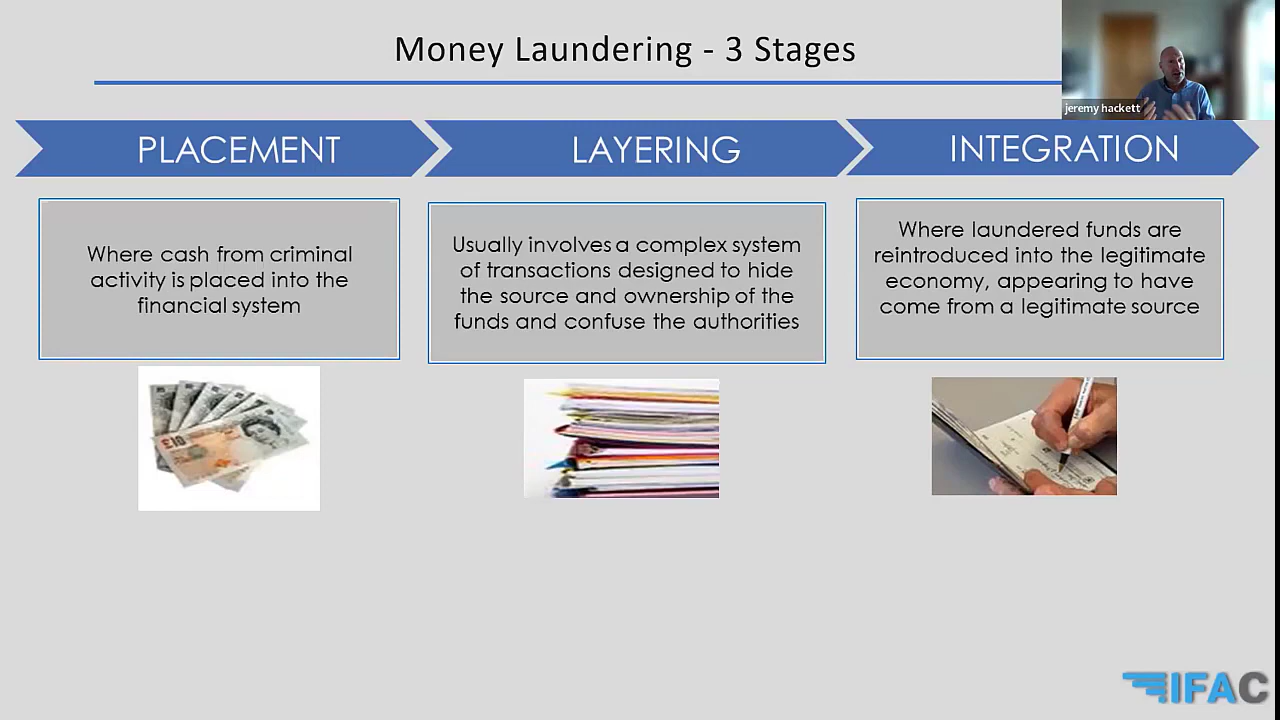 Money Laundering - 3 Stages
jeremy hackett
PLACEMENT
LAYERING
INTEGRATION
Where cash from criminal
activity is placed into the
financial system
Usually involves a complex system
of transactions designed to hide
the source and ownership of the
funds and confuse the authorities
Where laundered funds are
reintroduced into the legitimate
economy, appearing to have
come from a legitimate source
£10
IFAC